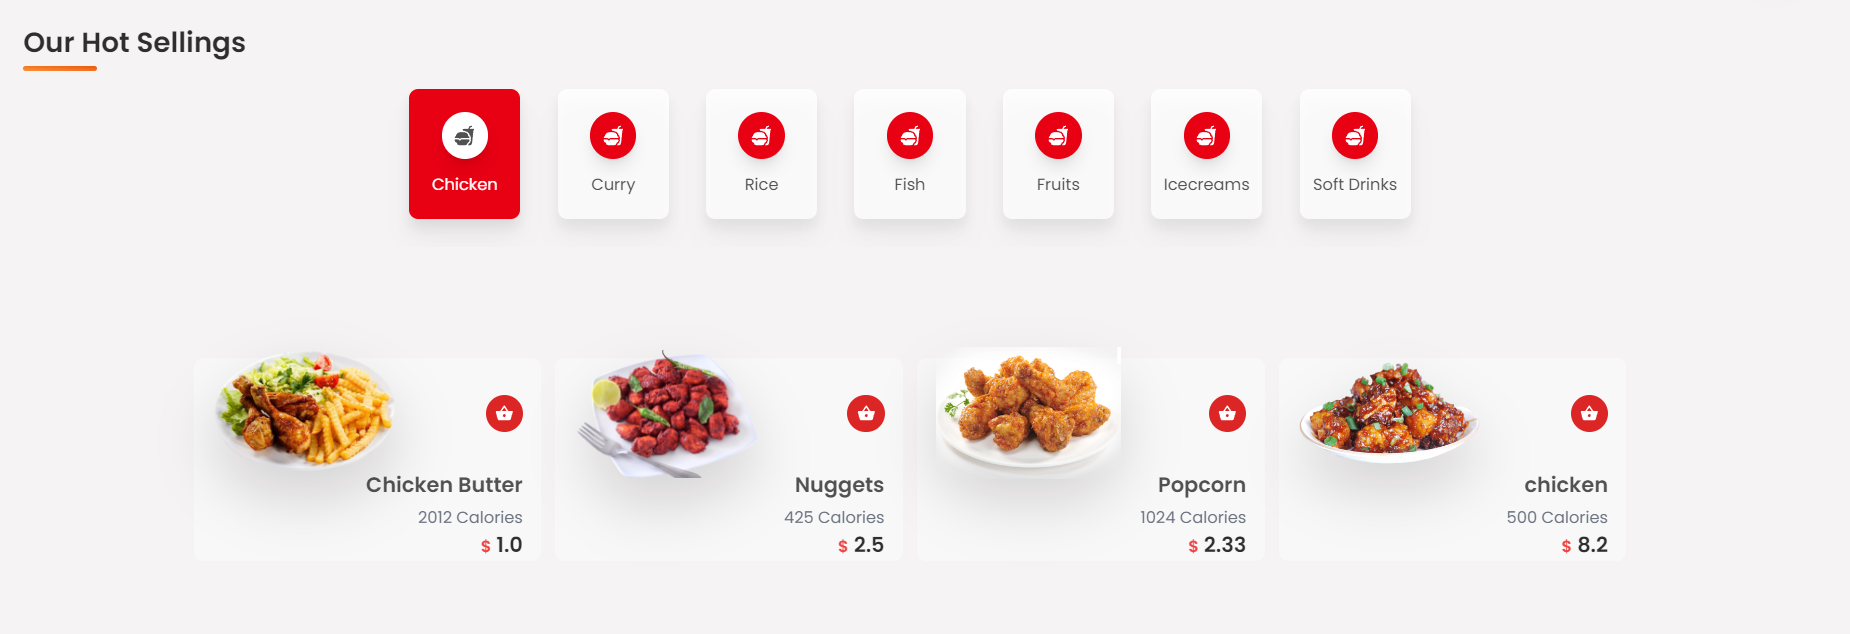 Our Hot Sellings
Chicken
Curry
Rice
Fish
Fruits
Icecreams
Soft Drinks
Chicken Butter
2012 Calories
$ 1.0
Nuggets
425 Calories
$ 2.5
Popcorn
1024 Calories
$ 2.33
chicken
500 Calories
$ 8.2